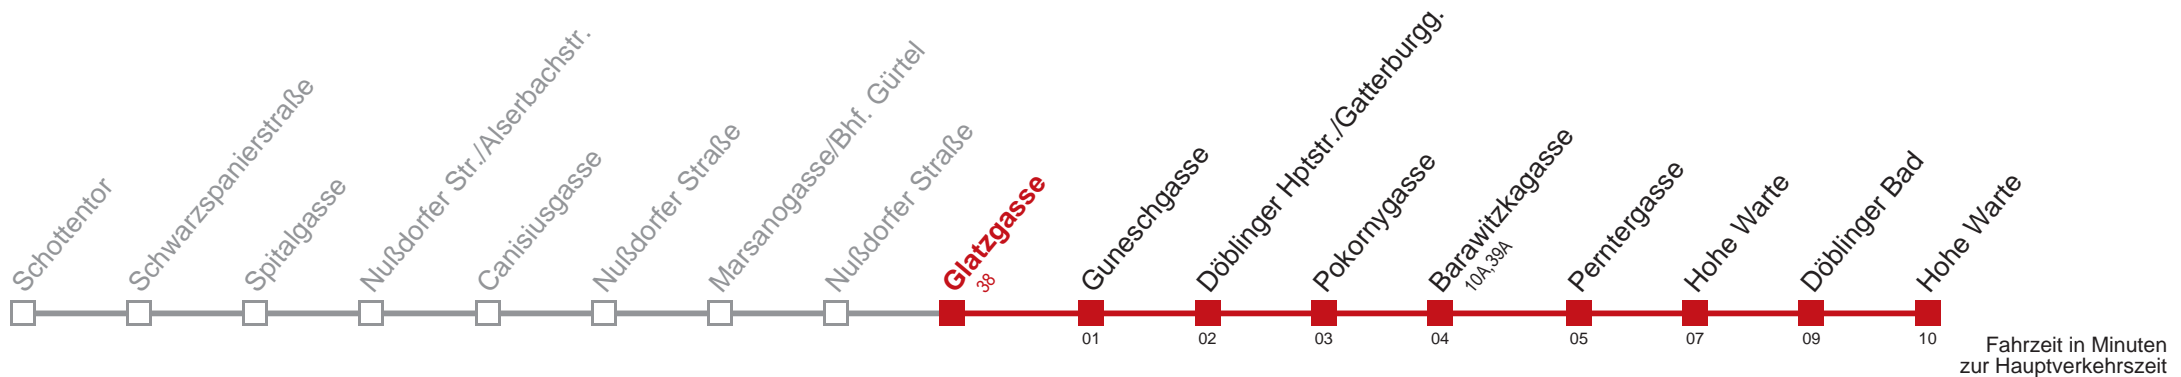 Schottentor
Schwarzspanierstraße
Spitalgasse
Nußdorfer Str./Alserbachstr.
Canisiusgasse
Nußdorfer Straße
Marsanogasse/Bhf. Gürtel
Nußdorfer Straße
Glatzgasse
38
Guneschgasse
Döblinger Hptstr./Gatterburgg.
Pokornygasse
Barawitzkagasse
10A,39A
Perntergasse
Hohe Warte
Döblinger Bad
Hohe Warte
01 02 03 04 05 07 09 10
Fahrzeit in Minuten
zur Hauptverkehrszeit